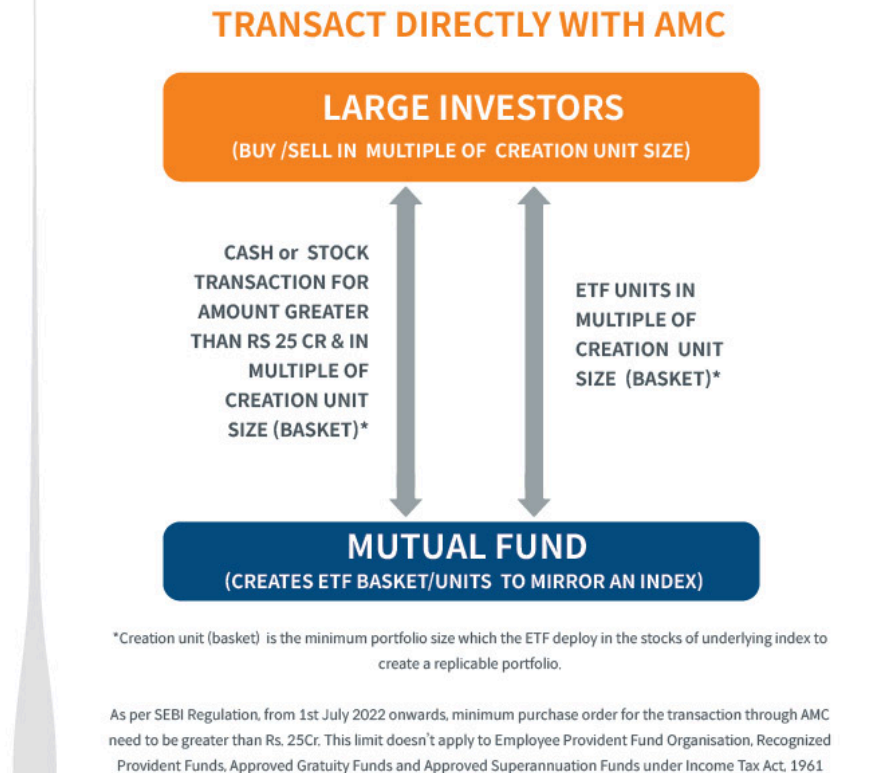 TRANSACT DIRECTLY WITH AMC
LARGE INVESTORS
(BUY /SELL IN MULTIPLE OF CREATION UNIT SIZE)
CASH or STOCK
TRANSACTION FOR
AMOUNT GREATER
THAN RS 25 CR & IN
MULTIPLE OF
CREATION UNIT
SIZE (BASKET)*
ETF UNITS IN
MULTIPLE OF
CREATION UNIT
SIZE (BASKET)*
MUTUAL FUND
(CREATES ETF BASKET/UNITS TO MIRROR AN INDEX)
*Creation unit (basket) is the minimum portfolio size which the ETF deploy in the stocks of underlying index to
create a replicable portfolio.
As per SEBI Regulation, from 1st July 2022 onwards, minimum purchase order for the transaction through AMC
need to be greater than Rs. 25Cr. This limit doesn't apply to Employee Provident Fund Organisation, Recognized
Provident Funds, Approved Gratuity Funds and Approved Superannuation Funds under Income Tax Act, 1961